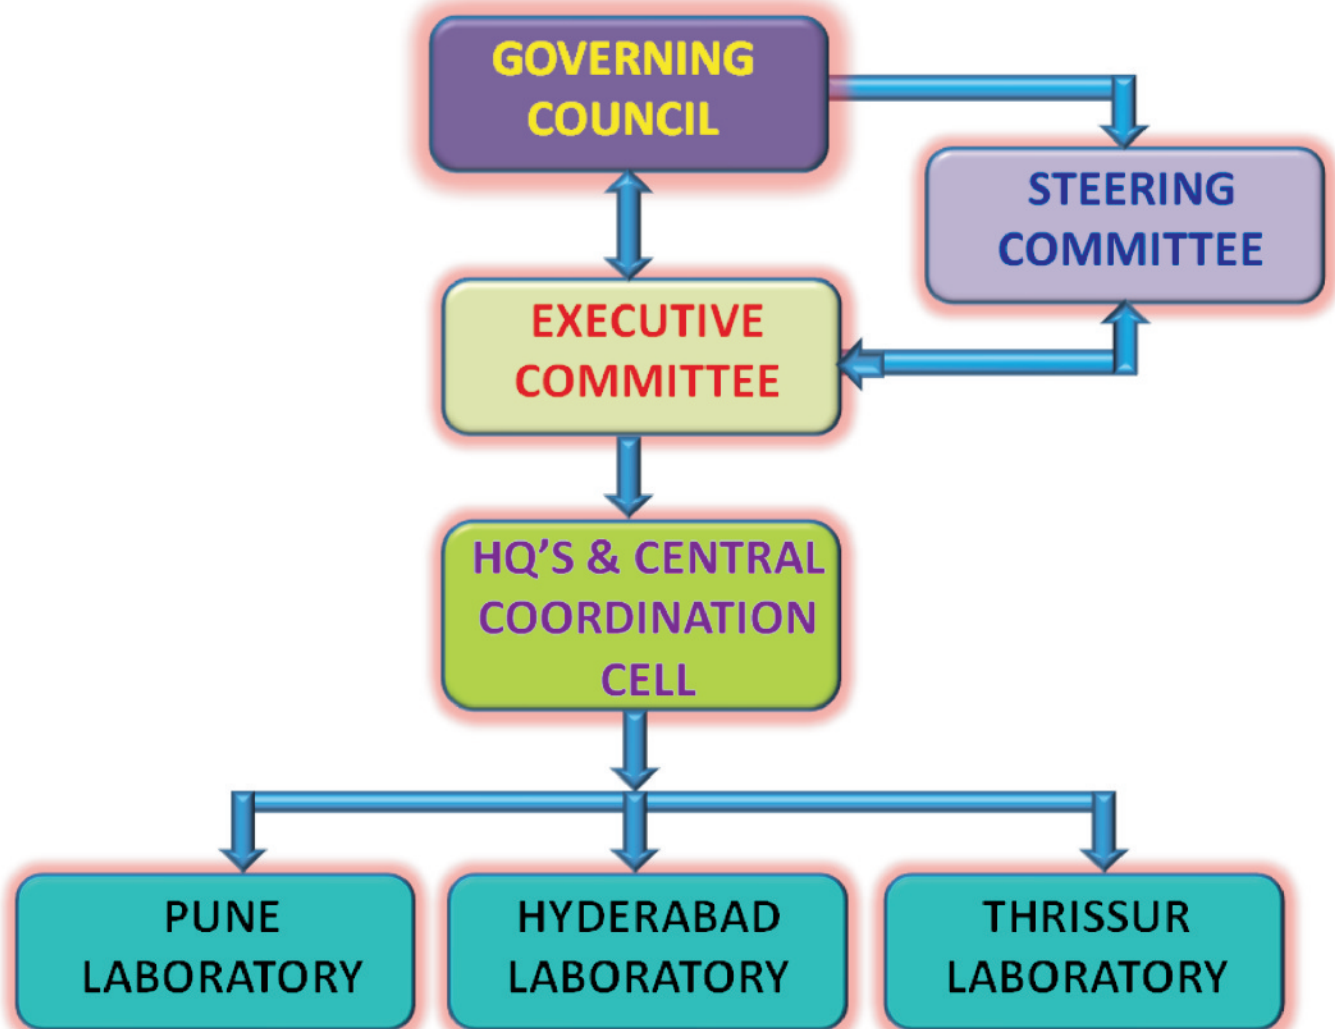 GOVERNING
COUNCIL
STEERING
COMMITTEE
EXECUTIVE
COMMITTEE
HQ’S & CENTRAL
COORDINATION
CELL
PUNE
LABORATORY
HYDERABAD
LABORATORY
THRISSUR
LABORATORY